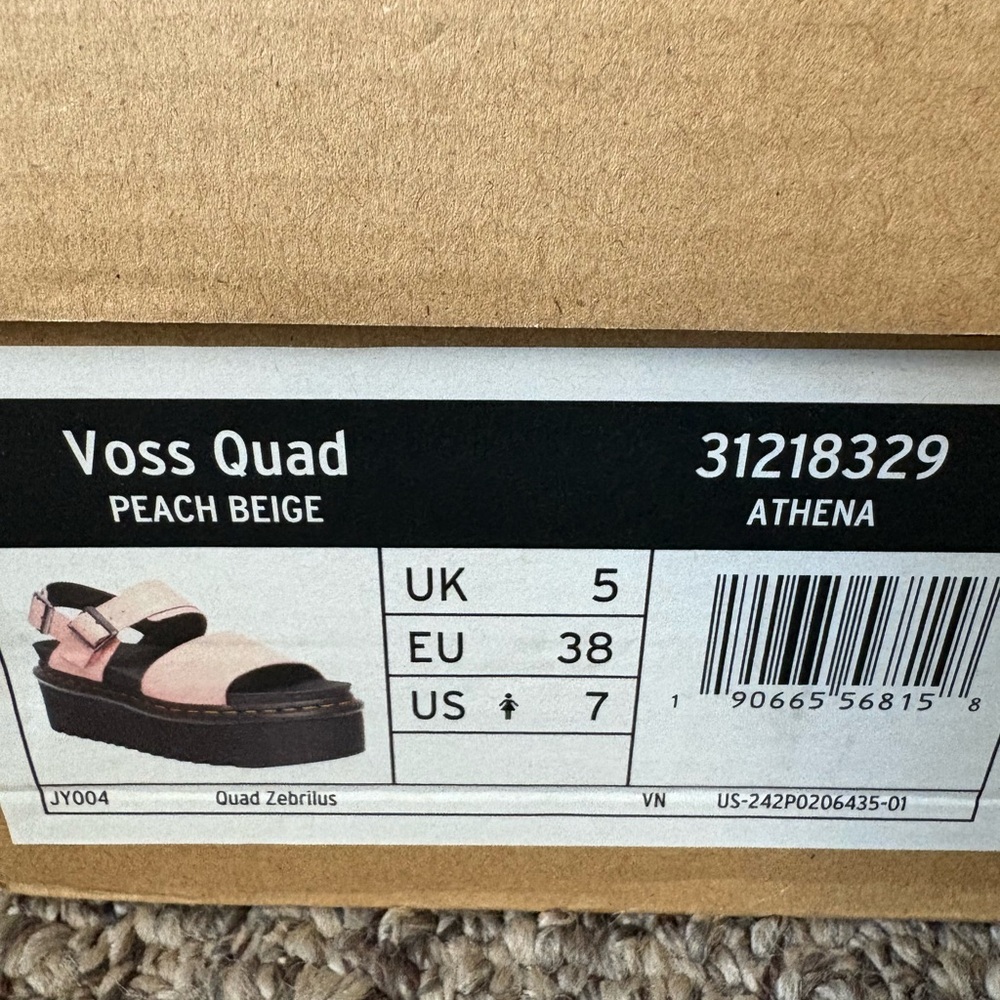 Voss Quad
PEACH BEIGE
31218329
ATHENA
UK 5
EU 38
US 7
1 90665 56815 8
JY004 Quad Zebrilus VN US-242P0206435-01